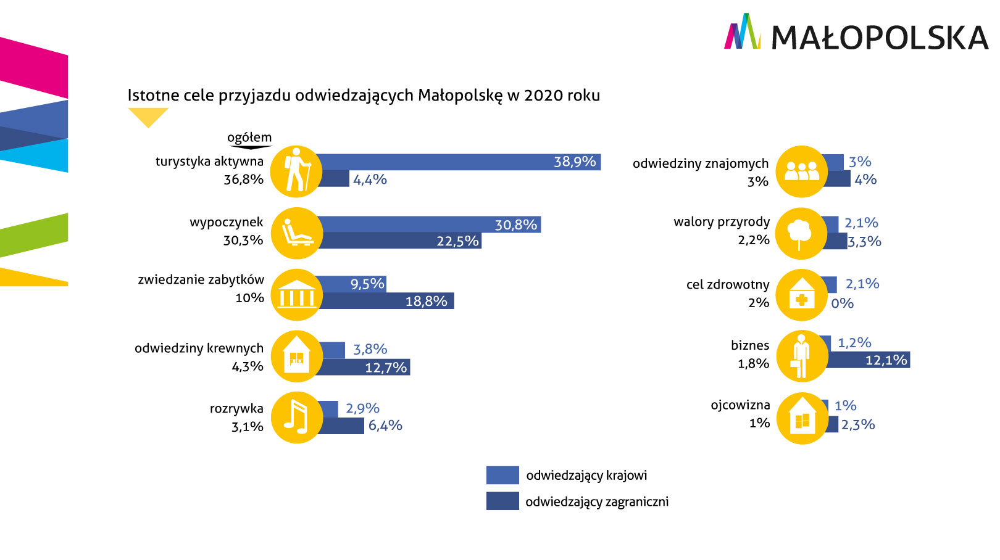 MAŁOPOLSKA
Istotne cele przyjazdu odwiedzających Małopolskę w 2020 roku
ogółem
turystyka aktywna
36,8%
38,9%
4,4%
wypoczynek
30,3%
30,8%
22,5%
zwiedzanie zabytków
10%
9,5%
18,8%
odwiedziny krewnych
4,3%
3,8%
12,7%
rozrywka
3,1%
2,9%
6,4%
odwiedziny znajomych
3%
3%
4%
walory przyrody
2,2%
2,1%
3,3%
cel zdrowotny
2%
2,1%
0%
biznes
1,8%
1,2%
12,1%
ojcowizna
1%
1%
2,3%
odwiedzający krajowi
odwiedzający zagraniczni